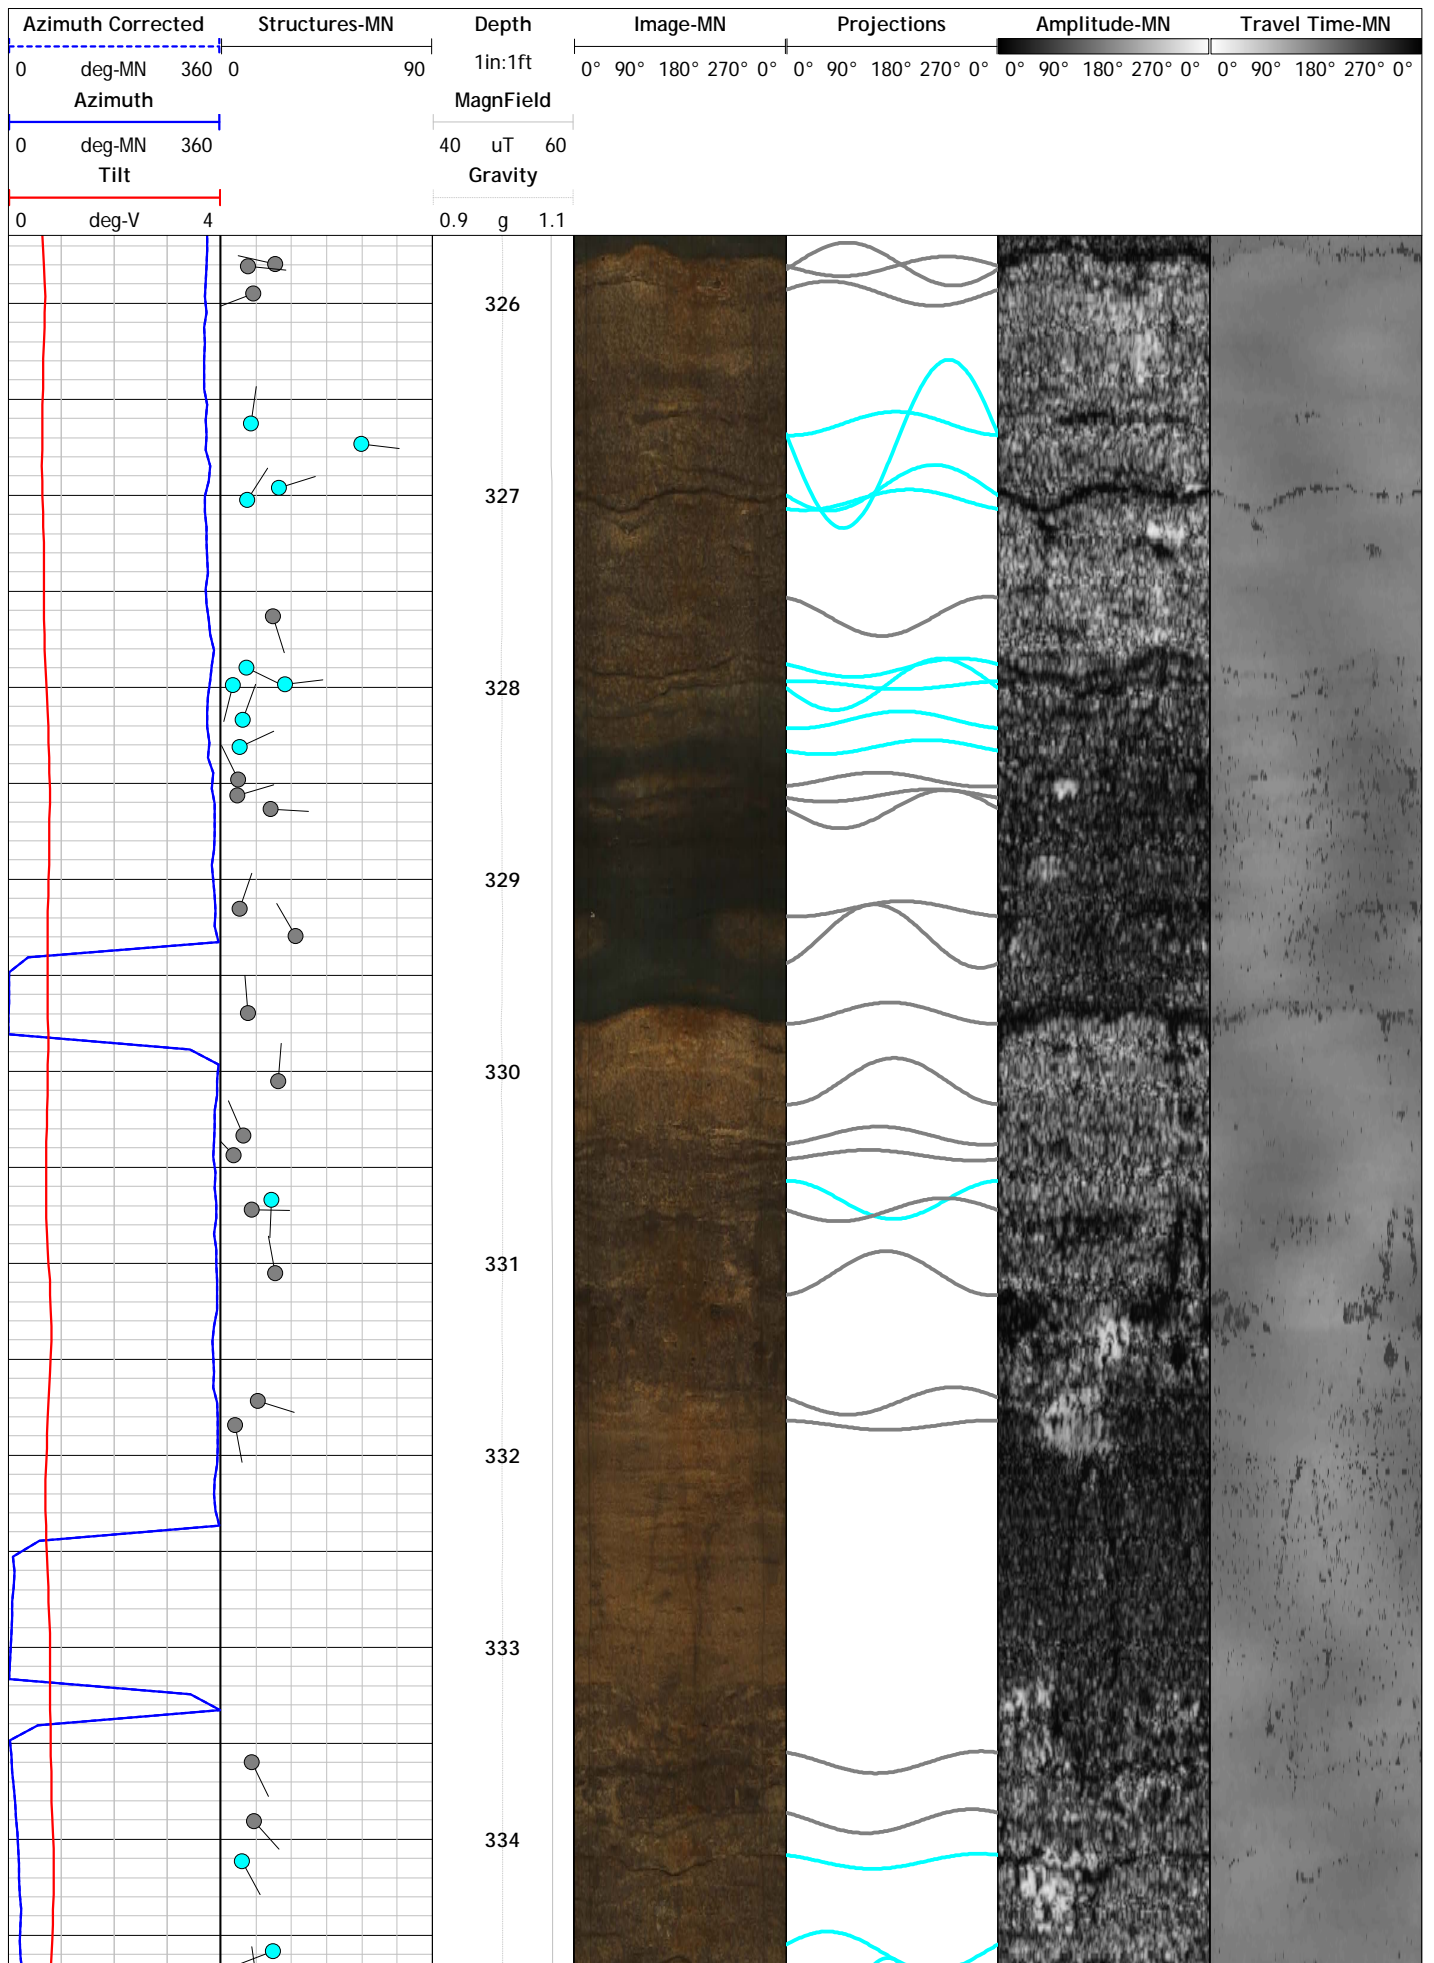 Azimuth Corrected Structures-MN Depth Image-MN Projections Amplitude-MN Travel Time-MN
0 deg-MN 360 0 90 1in:1ft 0° 90° 180° 270° 0° 0° 90° 180° 270° 0° 0° 90° 180° 270° 0° 0° 90° 180° 270° 0°
Azimuth MagnField
0 deg-MN 360 40 uT 60
Tilt Gravity
0 deg-V 4 0.9 g 1.1
326
327
328
329
330
331
332
333
334